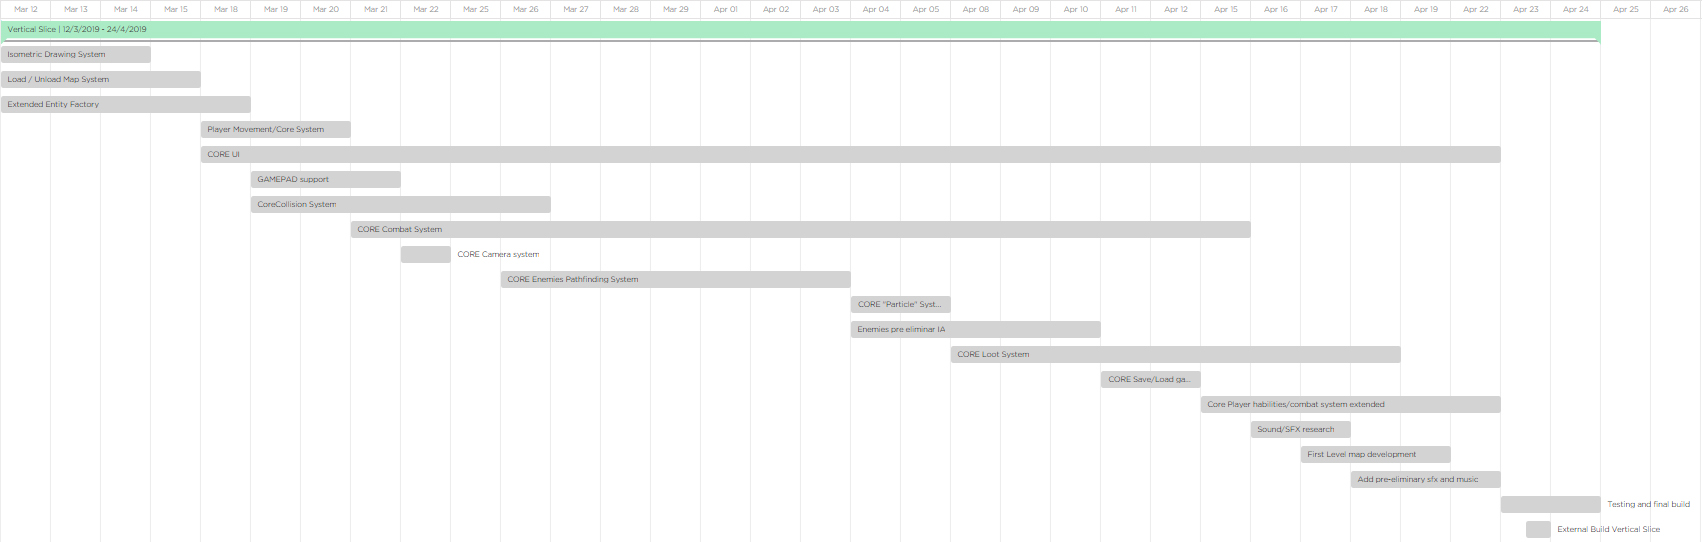 Mar 12 Mar 13 Mar 14 Mar 15 Mar 18 Mar 19 Mar 20 Mar 21 Mar 22 Mar 25 Mar 26 Mar 27 Mar 28 Mar 29 Apr 01 Apr 02 Apr 03 Apr 04 Apr 05 Apr 08 Apr 09 Apr 10 Apr 11 Apr 12 Apr 15 Apr 16 Apr 17 Apr 18 Apr 19 Apr 22 Apr 23 Apr 24 Apr 25 Apr 26
Vertical Slice | 12/3/2019 - 24/4/2019
Isometric Drawing System
Load / Unload Map System
Extended Entity Factory
Player Movement/Core System
CORE UI
GAMEPAD support
CoreCollision System
CORE Combat System
CORE Camera system
CORE Enemies Pathfinding System
CORE "Particle" Syst...
Enemies pre eliminar IA
CORE Loot System
CORE Save/Load ga...
Core Player habilities/combat system extended
Sound/SFX research
First Level map development
Add pre-eliminary sfx and music
Testing and final build
External Build Vertical Slice